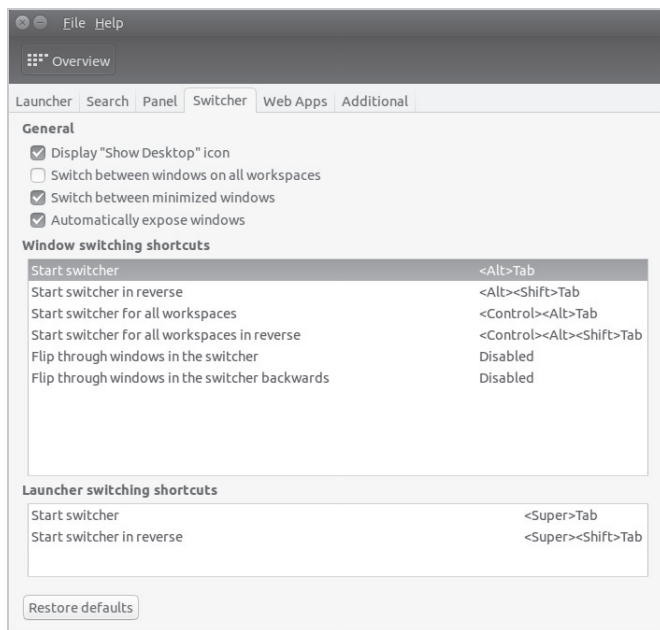 File Help
Overview
Launcher Search Panel Switcher Web Apps Additional
General
Display "Show Desktop" icon
Switch between windows on all workspaces
Switch between minimized windows
Automatically expose windows
Window switching shortcuts
Start switcher <Alt>Tab
Start switcher in reverse <Alt><Shift>Tab
Start switcher for all workspaces <Control><Alt>Tab
Start switcher for all workspaces in reverse <Control><Alt><Shift>Tab
Flip through windows in the switcher Disabled
Flip through windows in the switcher backwards Disabled
Launcher switching shortcuts
Start switcher <Super>Tab
Start switcher in reverse <Super><Shift>Tab
Restore defaults